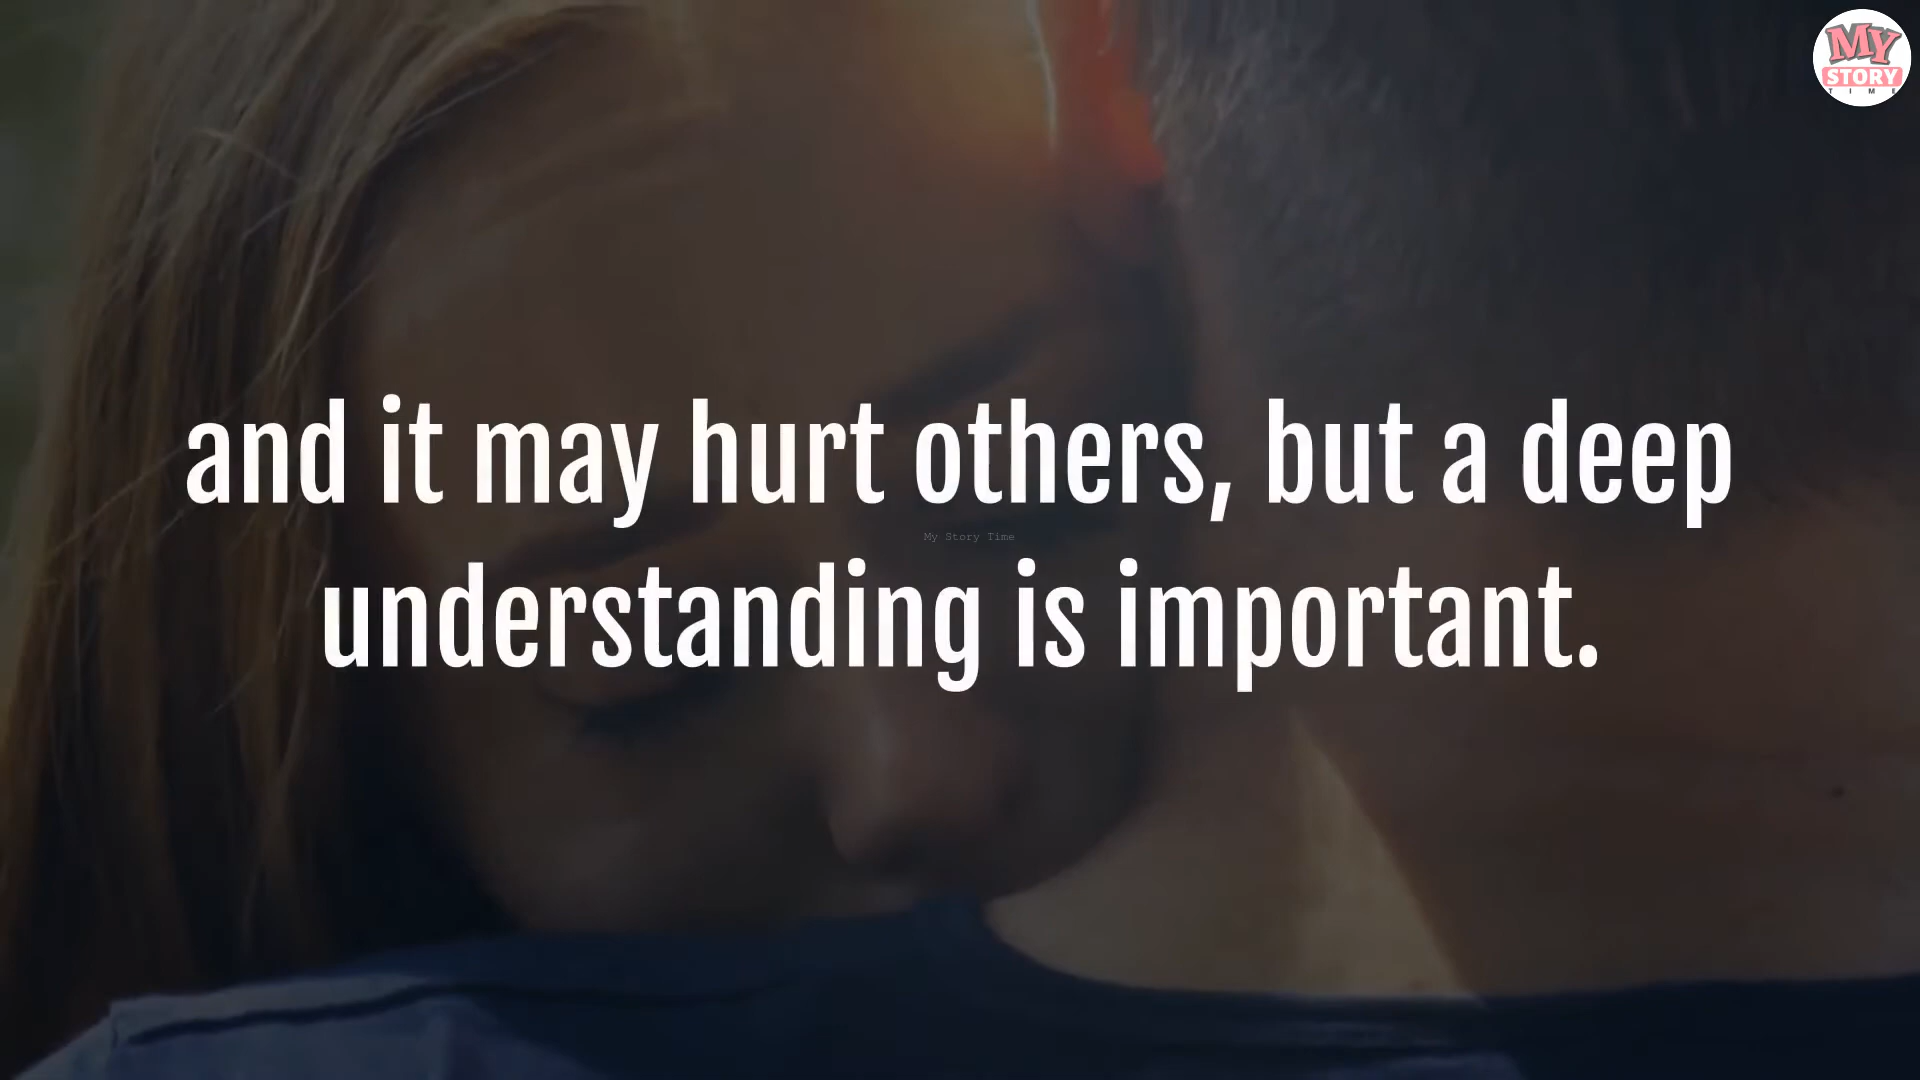 MY
STORY
TIME
and it may hurt others, but a deep
My Story Time
understanding is important.